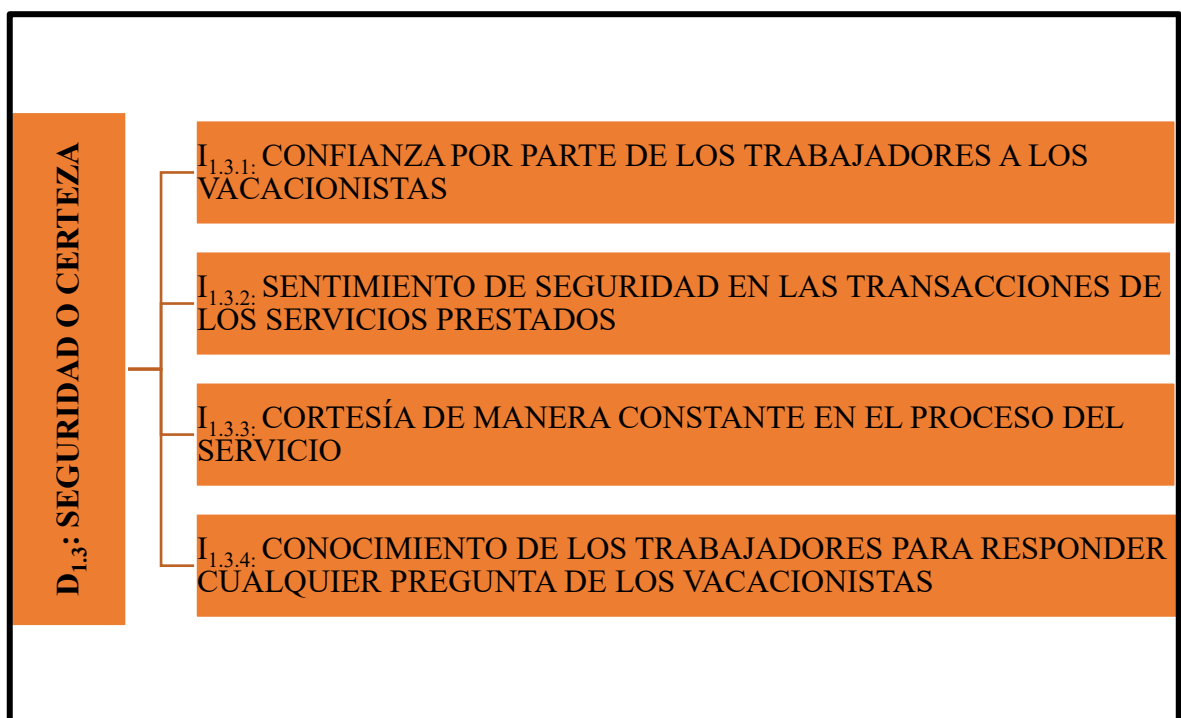 D1.3: SEGURIDAD O CERTEZA
I1.3.1: CONFIANZA POR PARTE DE LOS TRABAJADORES A LOS
VACACIONISTAS
I1.3.2: SENTIMIENTO DE SEGURIDAD EN LAS TRANSACCIONES DE
LOS SERVICIOS PRESTADOS
I1.3.3: CORTESÍA DE MANERA CONSTANTE EN EL PROCESO DEL
SERVICIO
I1.3.4: CONOCIMIENTO DE LOS TRABAJADORES PARA RESPONDER
CUALQUIER PREGUNTA DE LOS VACACIONISTAS